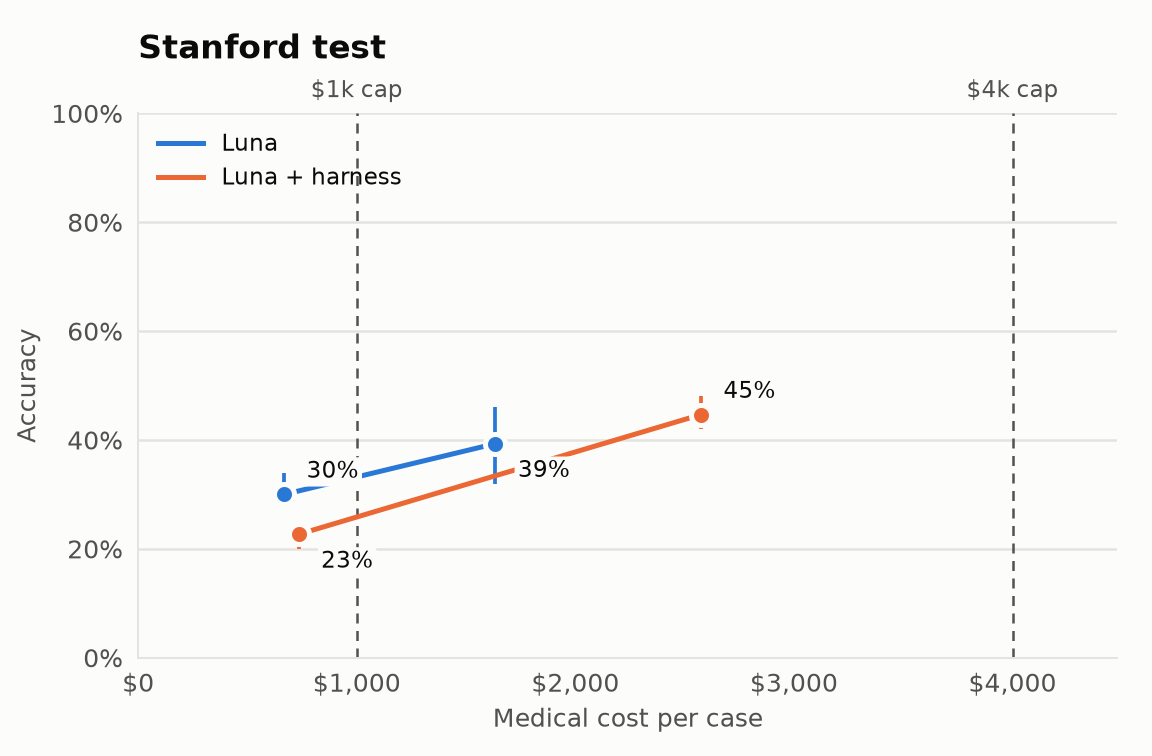 Stanford test
$1k cap
$4k cap
100%
80%
60%
40%
20%
0%
Accuracy
Luna
Luna + harness
45%
30%
39%
23%
$0
$1,000
$2,000
$3,000
$4,000
Medical cost per case